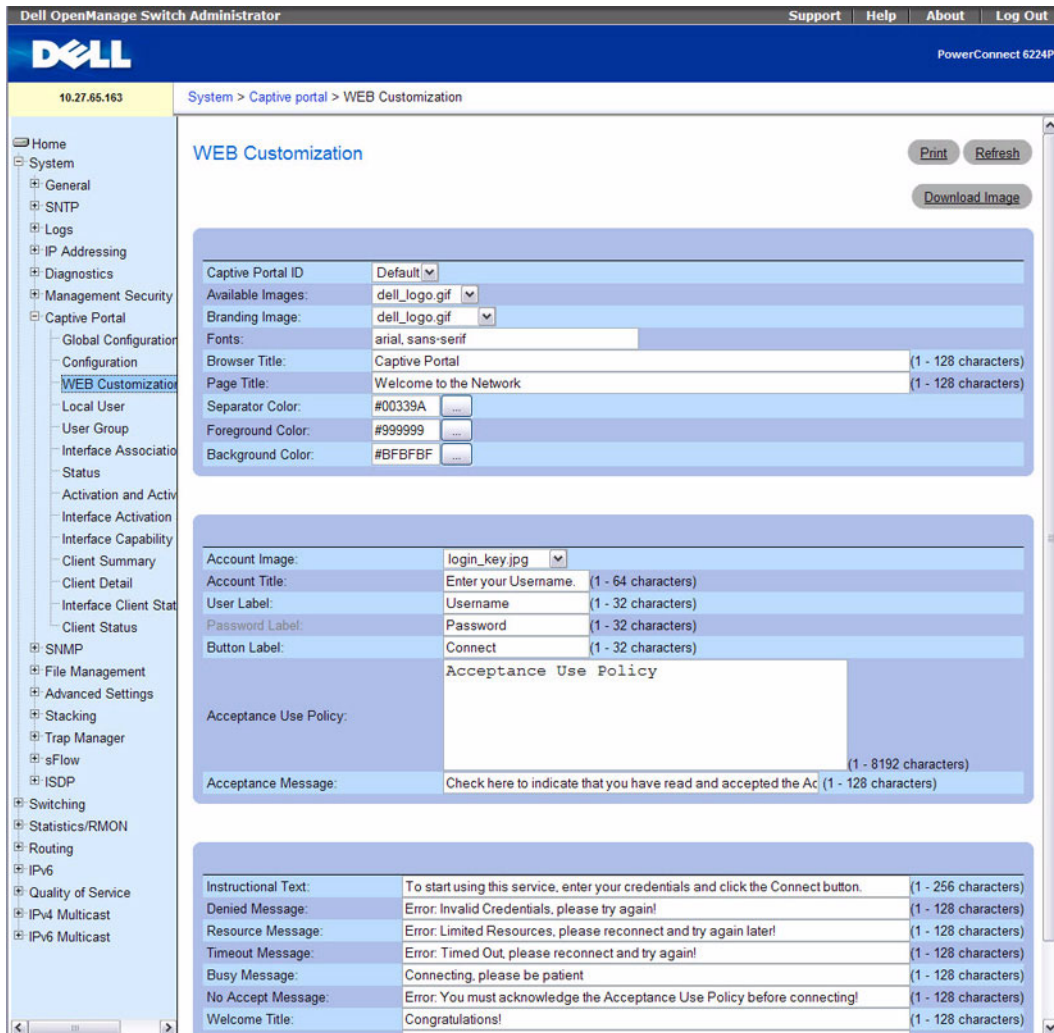 Dell OpenManage Switch Administrator
Support Help About Log Out
DELL
PowerConnect 6224P
10.27.65.163
System > Captive portal > WEB Customization
Home
System
General
SNTP
Logs
IP Addressing
Diagnostics
Management Security
Captive Portal
Global Configuration
Configuration
WEB Customization
Local User
User Group
Interface Associatio
Status
Activation and Activ
Interface Activation
Interface Capability
Client Summary
Client Detail
Interface Client Stat
Client Status
SNMP
File Management
Advanced Settings
Stacking
Trap Manager
sFlow
ISDP
Switching
Statistics/RMON
Routing
IPv6
Quality of Service
IPv4 Multicast
IPv6 Multicast
WEB Customization
Print Refresh
Download Image
Captive Portal ID Default
Available Images: dell_logo.gif
Branding Image: dell_logo.gif
Fonts: arial, sans-serif
Browser Title: Captive Portal (1 - 128 characters)
Page Title: Welcome to the Network (1 - 128 characters)
Separator Color: #00339A ...
Foreground Color: #999999 ...
Background Color: #BFBFBF ...
Account Image: login_key.jpg
Account Title: Enter your Username. (1 - 64 characters)
User Label: Username (1 - 32 characters)
Password Label: Password (1 - 32 characters)
Button Label: Connect (1 - 32 characters)
Acceptance Use Policy: Acceptance Use Policy (1 - 8192 characters)
Acceptance Message: Check here to indicate that you have read and accepted the Ac (1 - 128 characters)
Instructional Text: To start using this service, enter your credentials and click the Connect button. (1 - 256 characters)
Denied Message: Error: Invalid Credentials, please try again! (1 - 128 characters)
Resource Message: Error: Limited Resources, please reconnect and try again later! (1 - 128 characters)
Timeout Message: Error: Timed Out, please reconnect and try again! (1 - 128 characters)
Busy Message: Connecting, please be patient (1 - 128 characters)
No Accept Message: Error: You must acknowledge the Acceptance Use Policy before connecting! (1 - 128 characters)
Welcome Title: Congratulations! (1 - 128 characters)